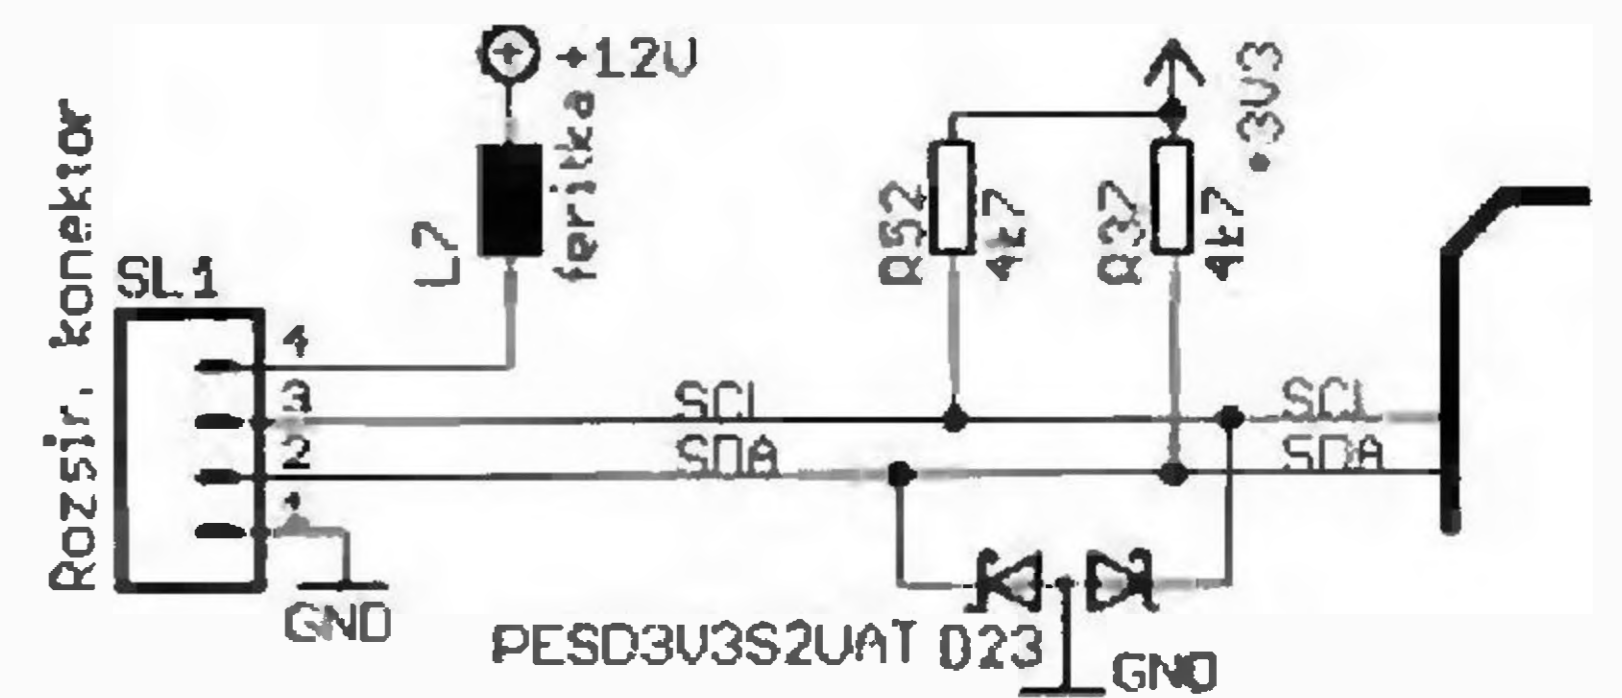 +12V
L7
feritka
R52
4k7
R37
4k7
+3V3
Rozsir. konektor
SL1
4
3
2
1
SCL
SDA
SCL
SDA
GND
PESD3V3S2UAT D23
GND